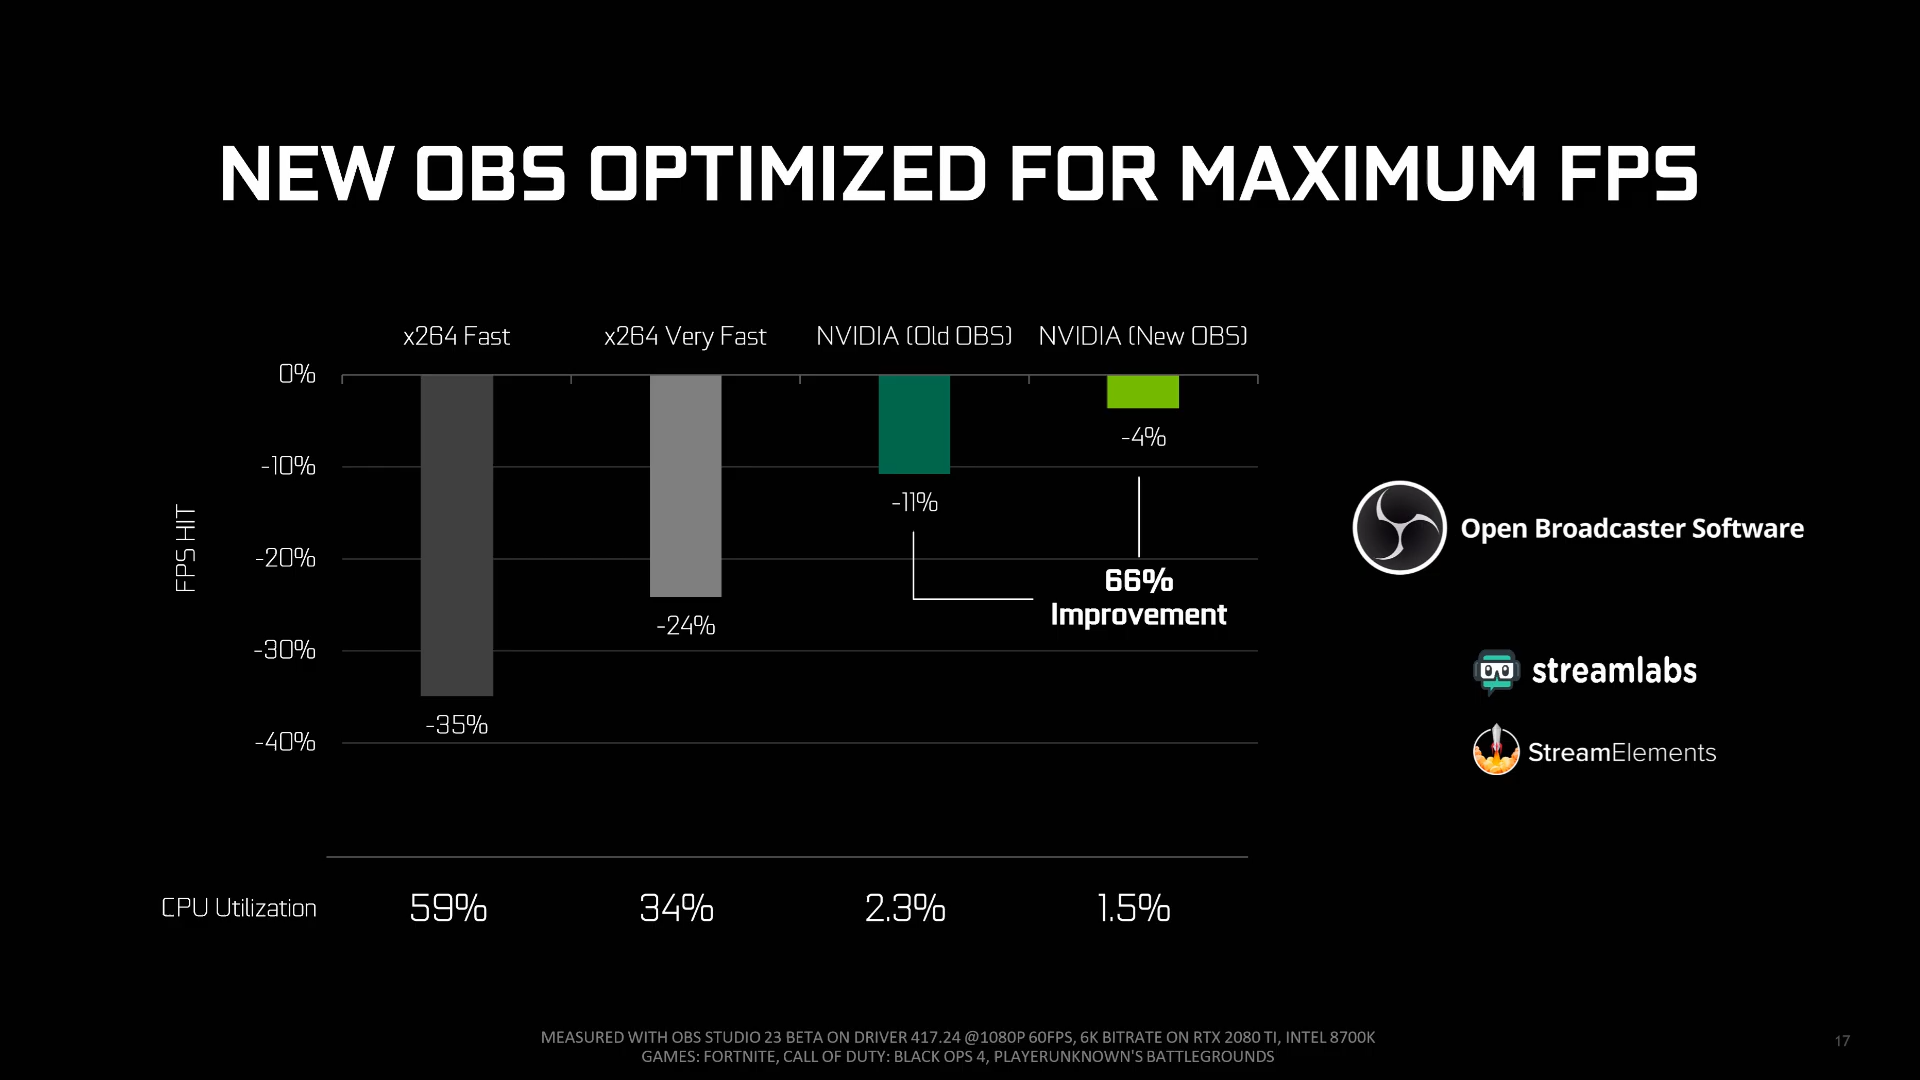 NEW OBS OPTIMIZED FOR MAXIMUM FPS
x264 Fast
x264 Very Fast
NVIDIA (Old OBS)
NVIDIA (New OBS)
0%
-10%
-20%
-30%
-40%
FPS HIT
-35%
-24%
-11%
-4%
66%
Improvement
Open Broadcaster Software
streamlabs
StreamElements
CPU Utilization
59%
34%
2.3%
1.5%
MEASURED WITH OBS STUDIO 23 BETA ON DRIVER 417.24 @1080P 60FPS, 6K BITRATE ON RTX 2080 TI, INTEL 8700K
GAMES: FORTNITE, CALL OF DUTY: BLACK OPS 4, PLAYERUNKNOWN'S BATTLEGROUNDS
17